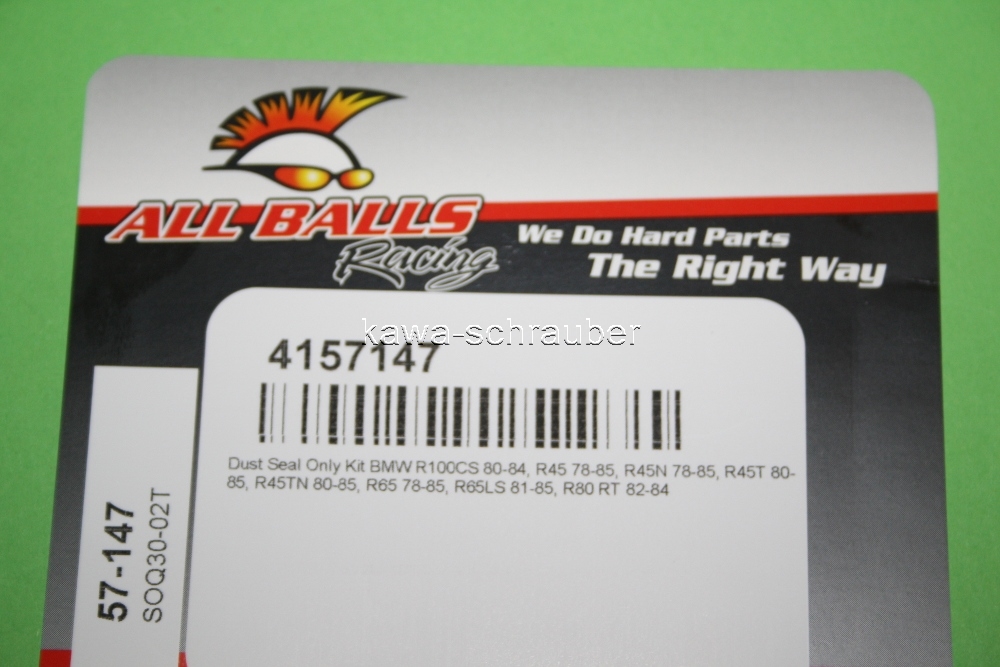 ALL BALLS
Racing
We Do Hard Parts
The Right Way
kawa-schrauber
4157147
Dust Seal Only Kit BMW R100CS 80-84, R45 78-85, R45N 78-85, R45T 80-
85, R45TN 80-85, R65 78-85, R65LS 81-85, R80 RT 82-84
57-147
SOQ30-02T